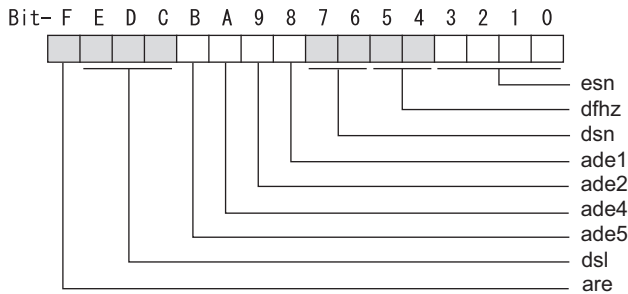 Bit- F E D C B A 9 8 7 6 5 4 3 2 1 0
esn
dfhz
dsn
ade1
ade2
ade4
ade5
dsl
are